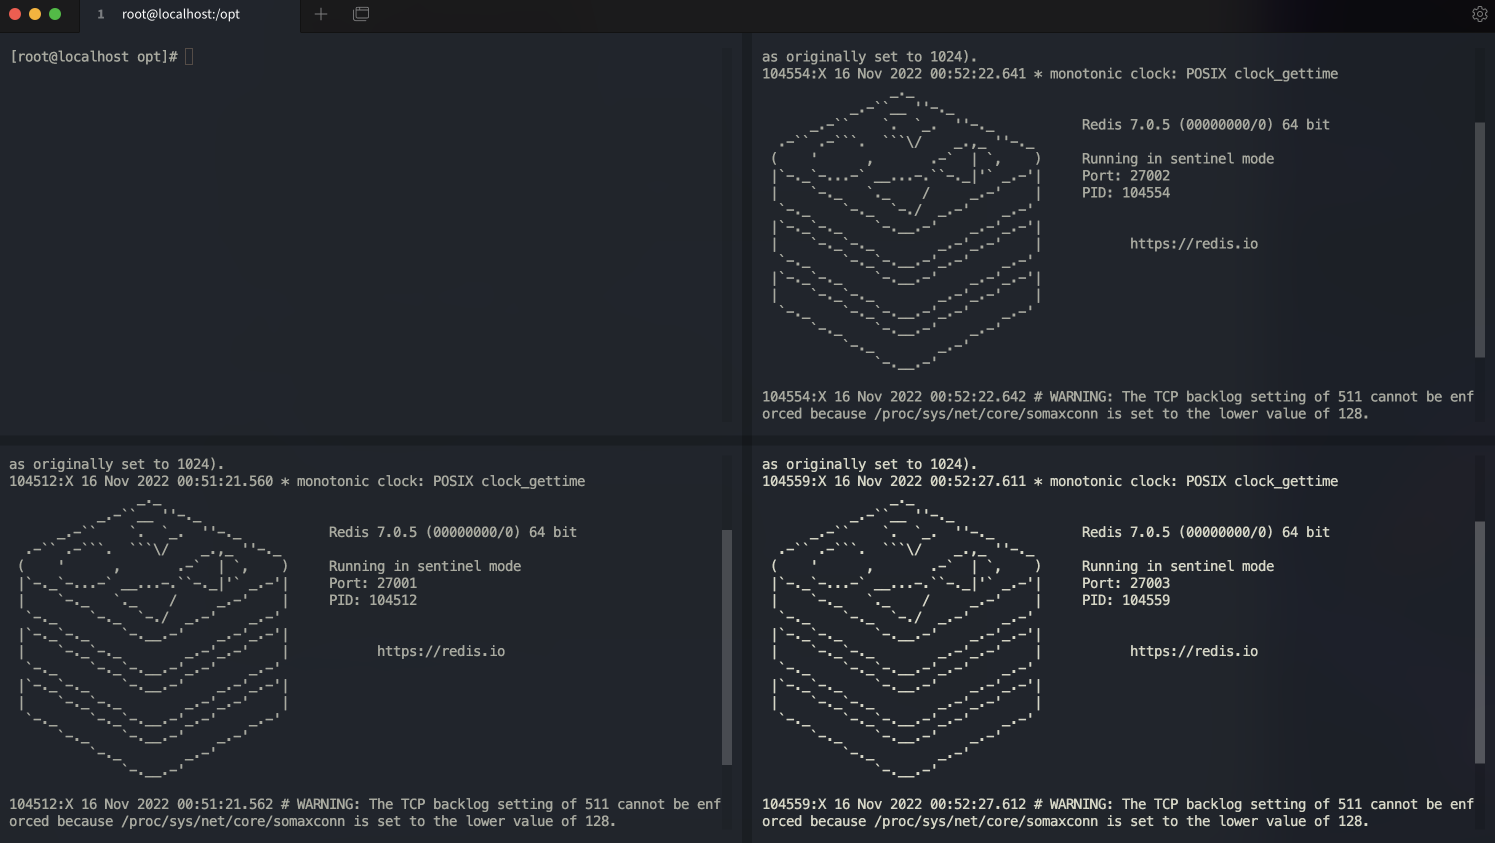 1 root@localhost:/opt
[root@localhost opt]#
as originally set to 1024).
104554:X 16 Nov 2022 00:52:22.641 * monotonic clock: POSIX clock_gettime
Redis 7.0.5 (00000000/0) 64 bit
Running in sentinel mode
Port: 27002
PID: 104554
https://redis.io
104554:X 16 Nov 2022 00:52:22.642 # WARNING: The TCP backlog setting of 511 cannot be enf
orced because /proc/sys/net/core/somaxconn is set to the lower value of 128.
as originally set to 1024).
104512:X 16 Nov 2022 00:51:21.560 * monotonic clock: POSIX clock_gettime
Redis 7.0.5 (00000000/0) 64 bit
Running in sentinel mode
Port: 27001
PID: 104512
https://redis.io
104512:X 16 Nov 2022 00:51:21.562 # WARNING: The TCP backlog setting of 511 cannot be enf
orced because /proc/sys/net/core/somaxconn is set to the lower value of 128.
as originally set to 1024).
104559:X 16 Nov 2022 00:52:27.611 * monotonic clock: POSIX clock_gettime
Redis 7.0.5 (00000000/0) 64 bit
Running in sentinel mode
Port: 27003
PID: 104559
https://redis.io
104559:X 16 Nov 2022 00:52:27.612 # WARNING: The TCP backlog setting of 511 cannot be enf
orced because /proc/sys/net/core/somaxconn is set to the lower value of 128.